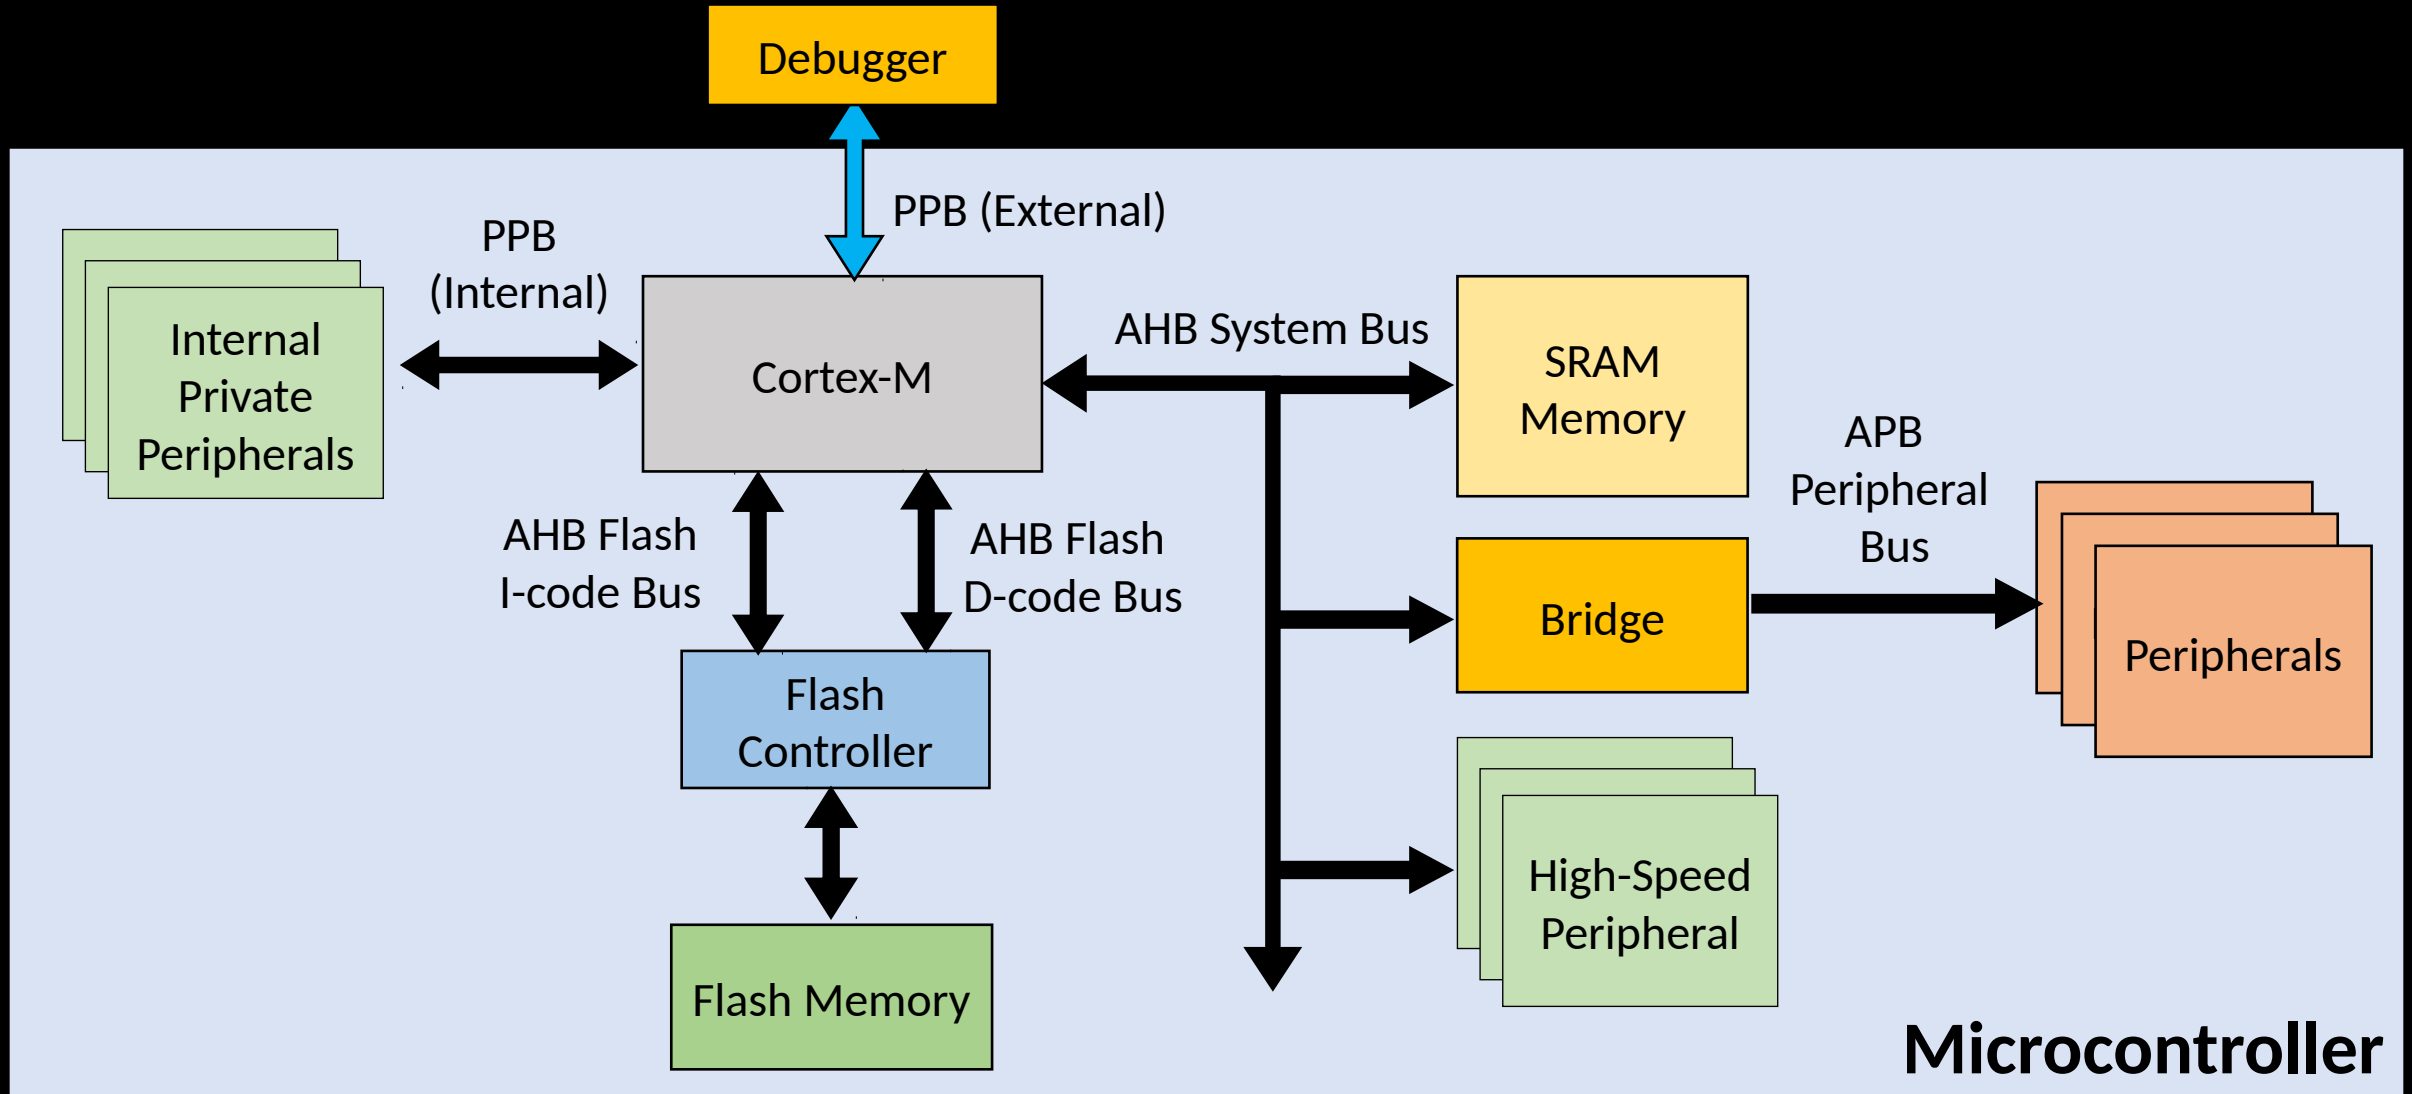 Debugger
PPB (External)
PPB
(Internal)
Internal
Private
Peripherals
Cortex-M
AHB System Bus
SRAM
Memory
APB
Peripheral
Bus
AHB Flash
I-code Bus
AHB Flash
D-code Bus
Bridge
Peripherals
Flash
Controller
High-Speed
Peripheral
Flash Memory
Microcontroller